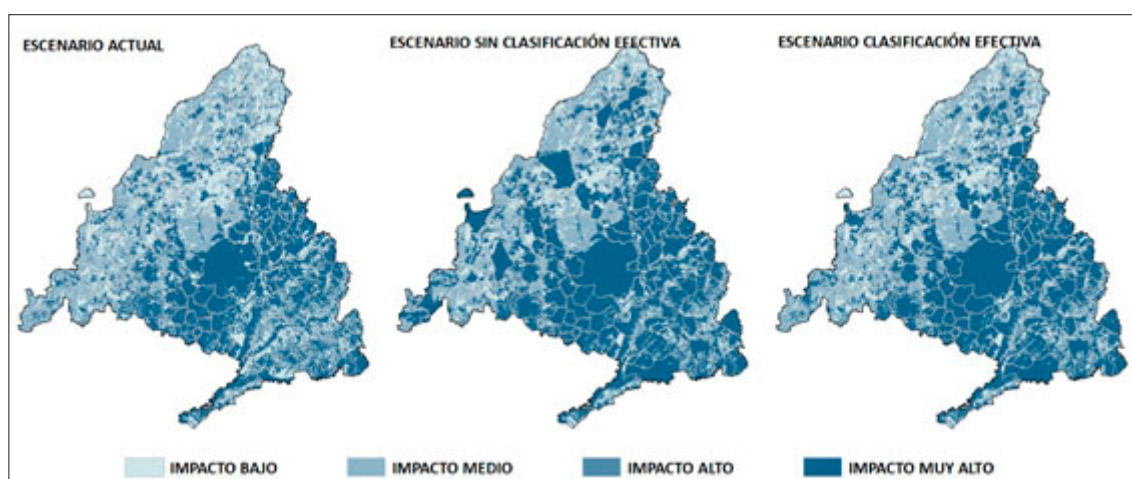 ESCENARIO ACTUAL
ESCENARIO SIN CLASIFICACIÓN EFECTIVA
ESCENARIO CLASIFICACIÓN EFECTIVA
IMPACTO BAJO
IMPACTO MEDIO
IMPACTO ALTO
IMPACTO MUY ALTO